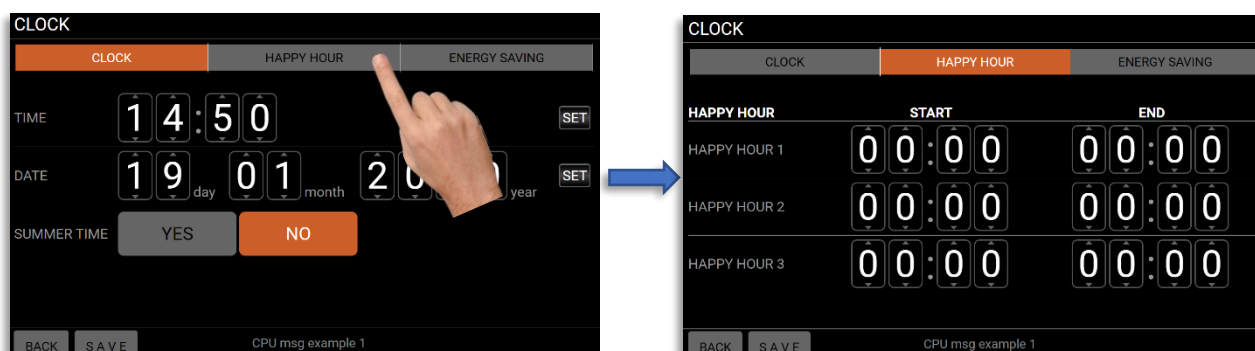 CLOCK
CLOCK HAPPY HOUR ENERGY SAVING
TIME 14:50 SET
DATE 19 day 01 month 20 year SET
SUMMER TIME YES NO
BACK SAVE CPU msg example 1
CLOCK
CLOCK HAPPY HOUR ENERGY SAVING
HAPPY HOUR START END
HAPPY HOUR 1 00:00 00:00
HAPPY HOUR 2 00:00 00:00
HAPPY HOUR 3 00:00 00:00
BACK SAVE CPU msg example 1